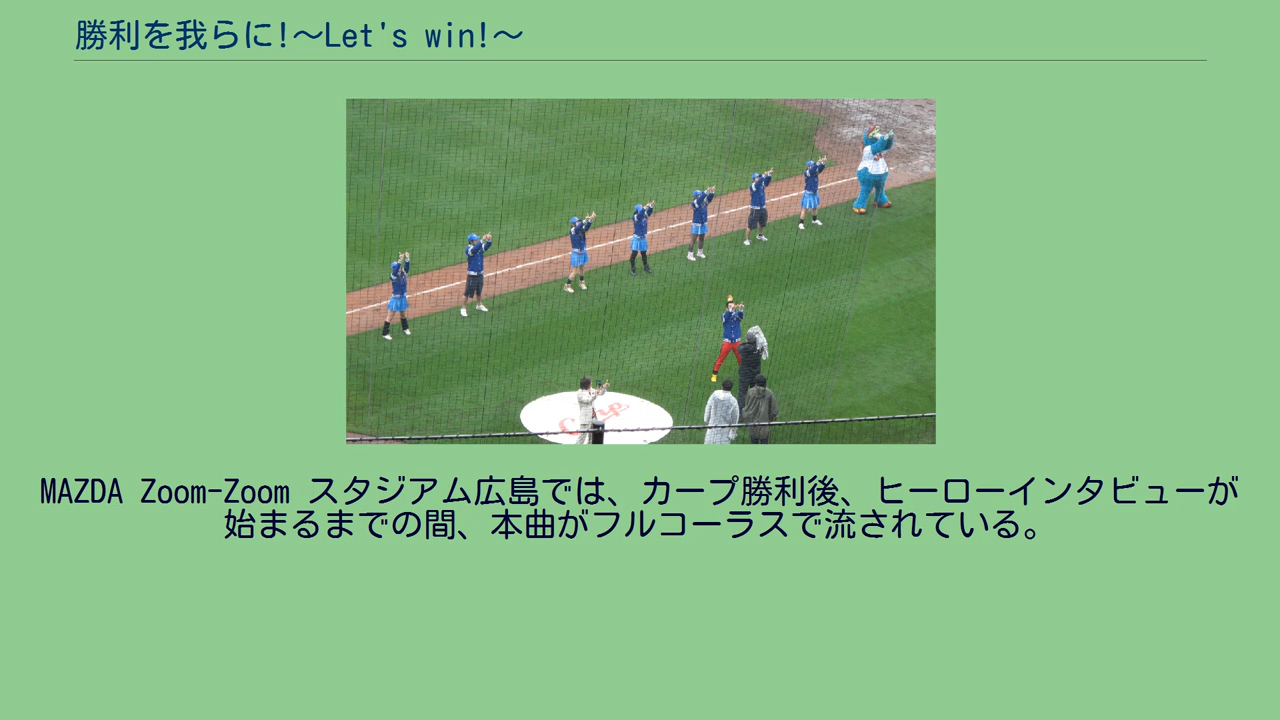 勝利を我らに!〜Let's win!〜
Carp
MAZDA Zoom-Zoom スタジアム広島では、カープ勝利後、ヒーローインタビューが
始まるまでの間、本曲がフルコーラスで流されている。